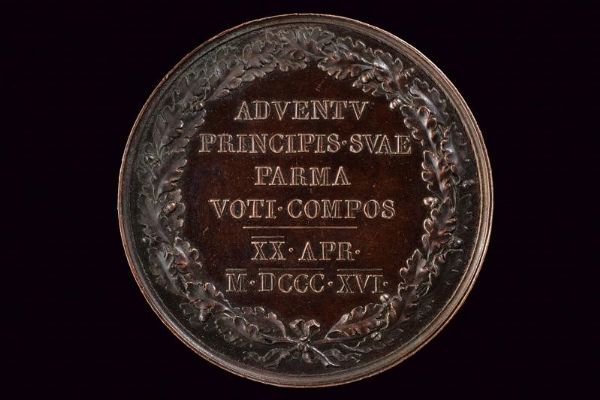 ADVENTV
PRINCIPIS·SVAE
PARMA
VOTI·COMPOS
XX·APR·
M·DCCC·XVI·